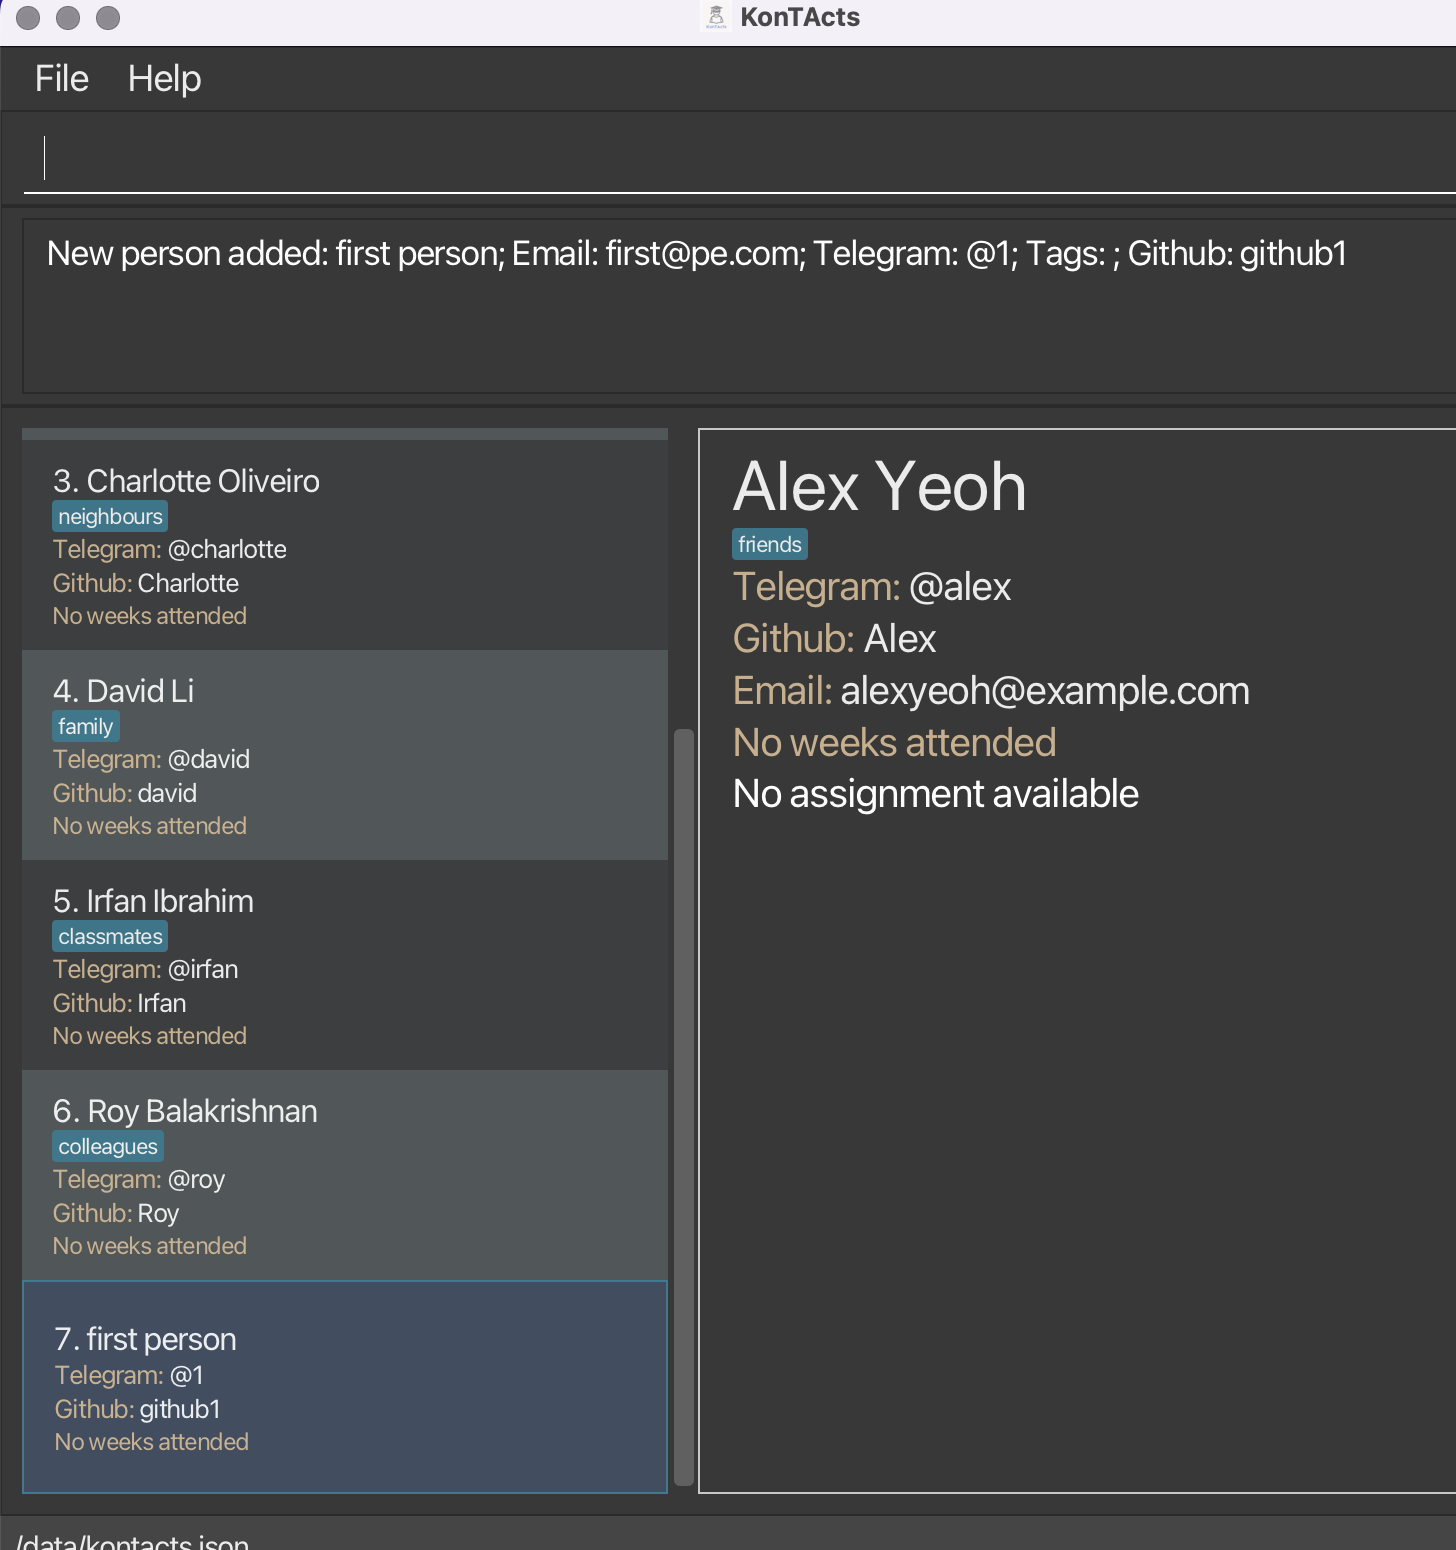 KonTActs
File Help
New person added: first person; Email: first@pe.com; Telegram: @1; Tags: ; Github: github1
3. Charlotte Oliveiro
neighbours
Telegram: @charlotte
Github: Charlotte
No weeks attended
4. David Li
family
Telegram: @david
Github: david
No weeks attended
5. Irfan Ibrahim
classmates
Telegram: @irfan
Github: Irfan
No weeks attended
6. Roy Balakrishnan
colleagues
Telegram: @roy
Github: Roy
No weeks attended
7. first person
Telegram: @1
Github: github1
No weeks attended
Alex Yeoh
friends
Telegram: @alex
Github: Alex
Email: alexyeoh@example.com
No weeks attended
No assignment available
/data/kontacts.json